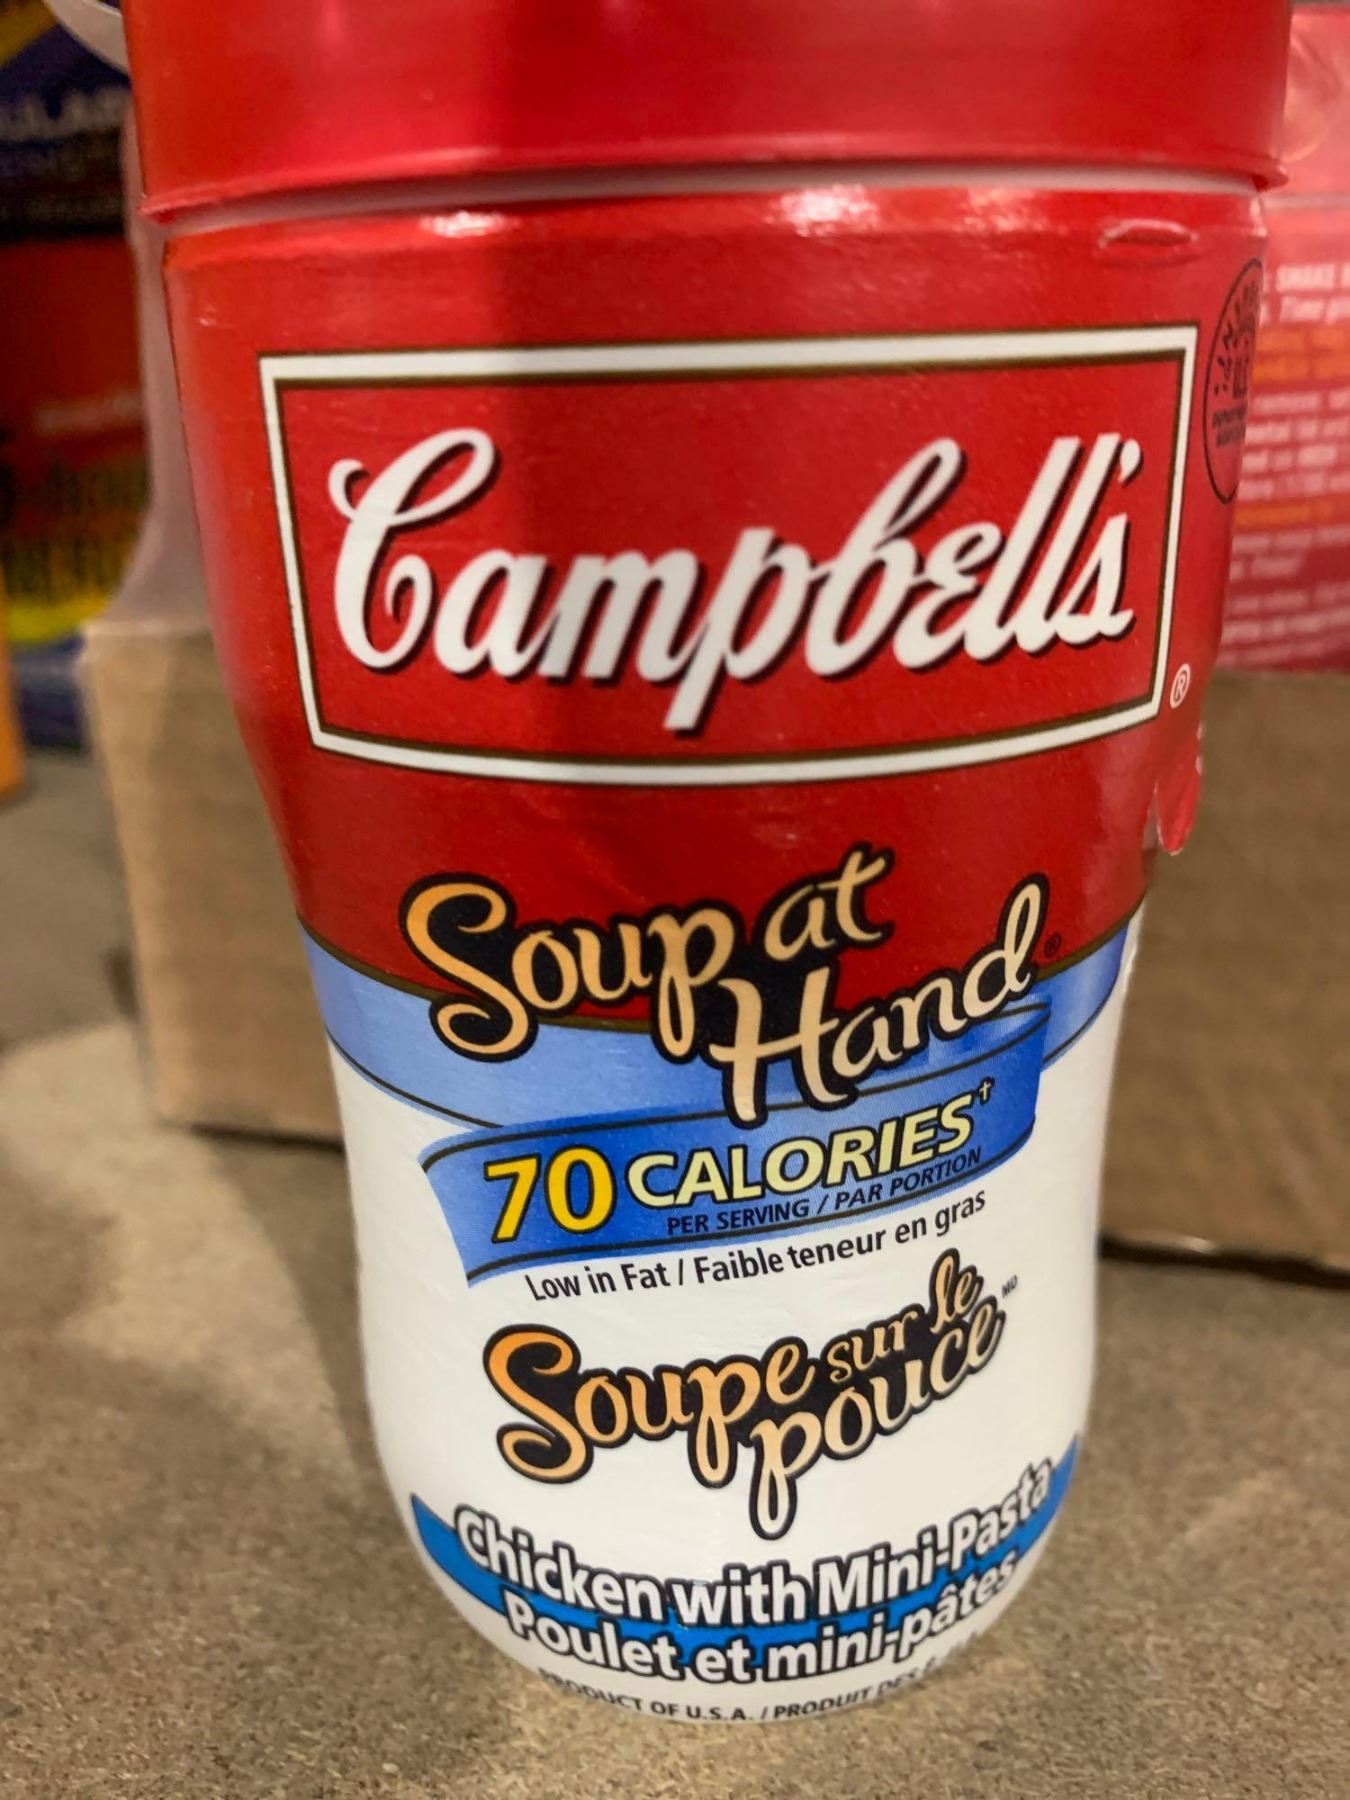 Campbell's
®
Soup at
Hand®
70 CALORIES†
PER SERVING / PAR PORTION
Low in Fat / Faible teneur en gras
Soupe sur le
pouce MD
Chicken with Mini-Pasta
Poulet et mini-pâtes
PRODUCT OF U.S.A. / PRODUIT DES